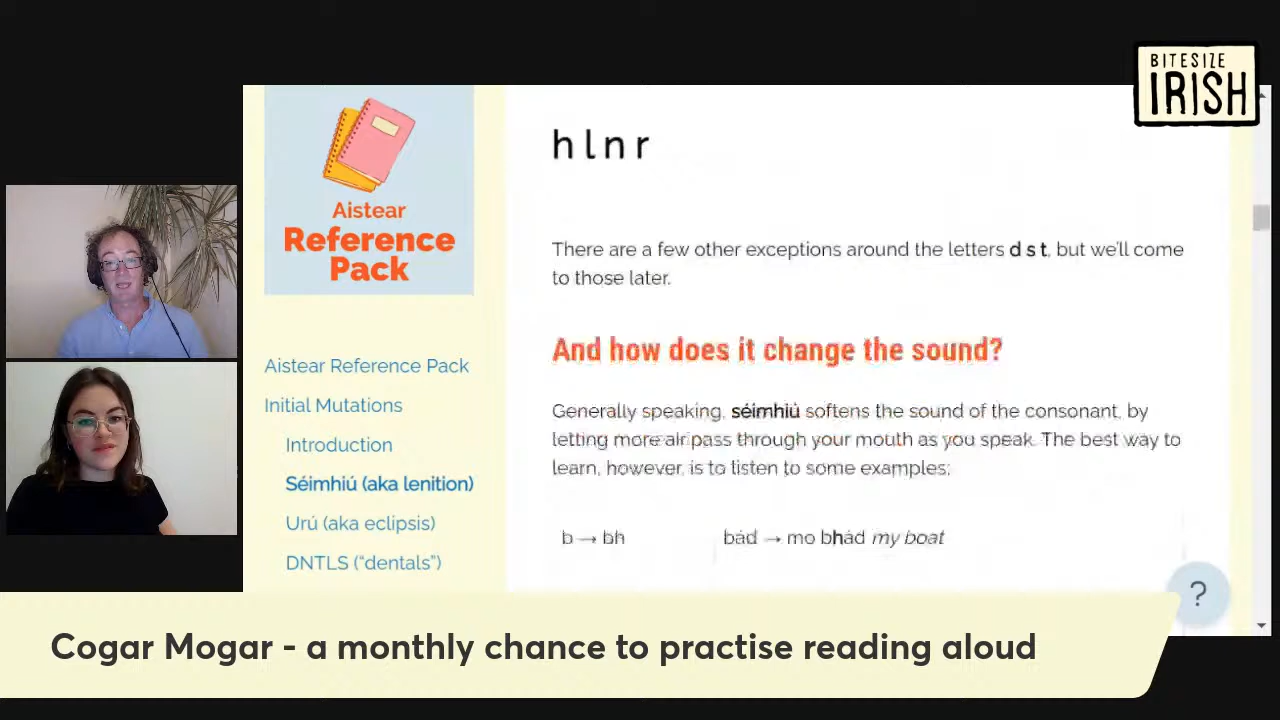 BITESIZE
IRISH
Aistear
Reference
Pack
Aistear Reference Pack
Initial Mutations
Introduction
Séimhiú (aka lenition)
Urú (aka eclipsis)
DNTLS (“dentals”)
h l n r
There are a few other exceptions around the letters d s t, but we'll come
to those later.
And how does it change the sound?
Generally speaking, séimhiú softens the sound of the consonant, by
letting more air pass through your mouth as you speak. The best way to
learn, however, is to listen to some examples:
b → bh
bád → mo bhád my boat
?
Cogar Mogar - a monthly chance to practise reading aloud